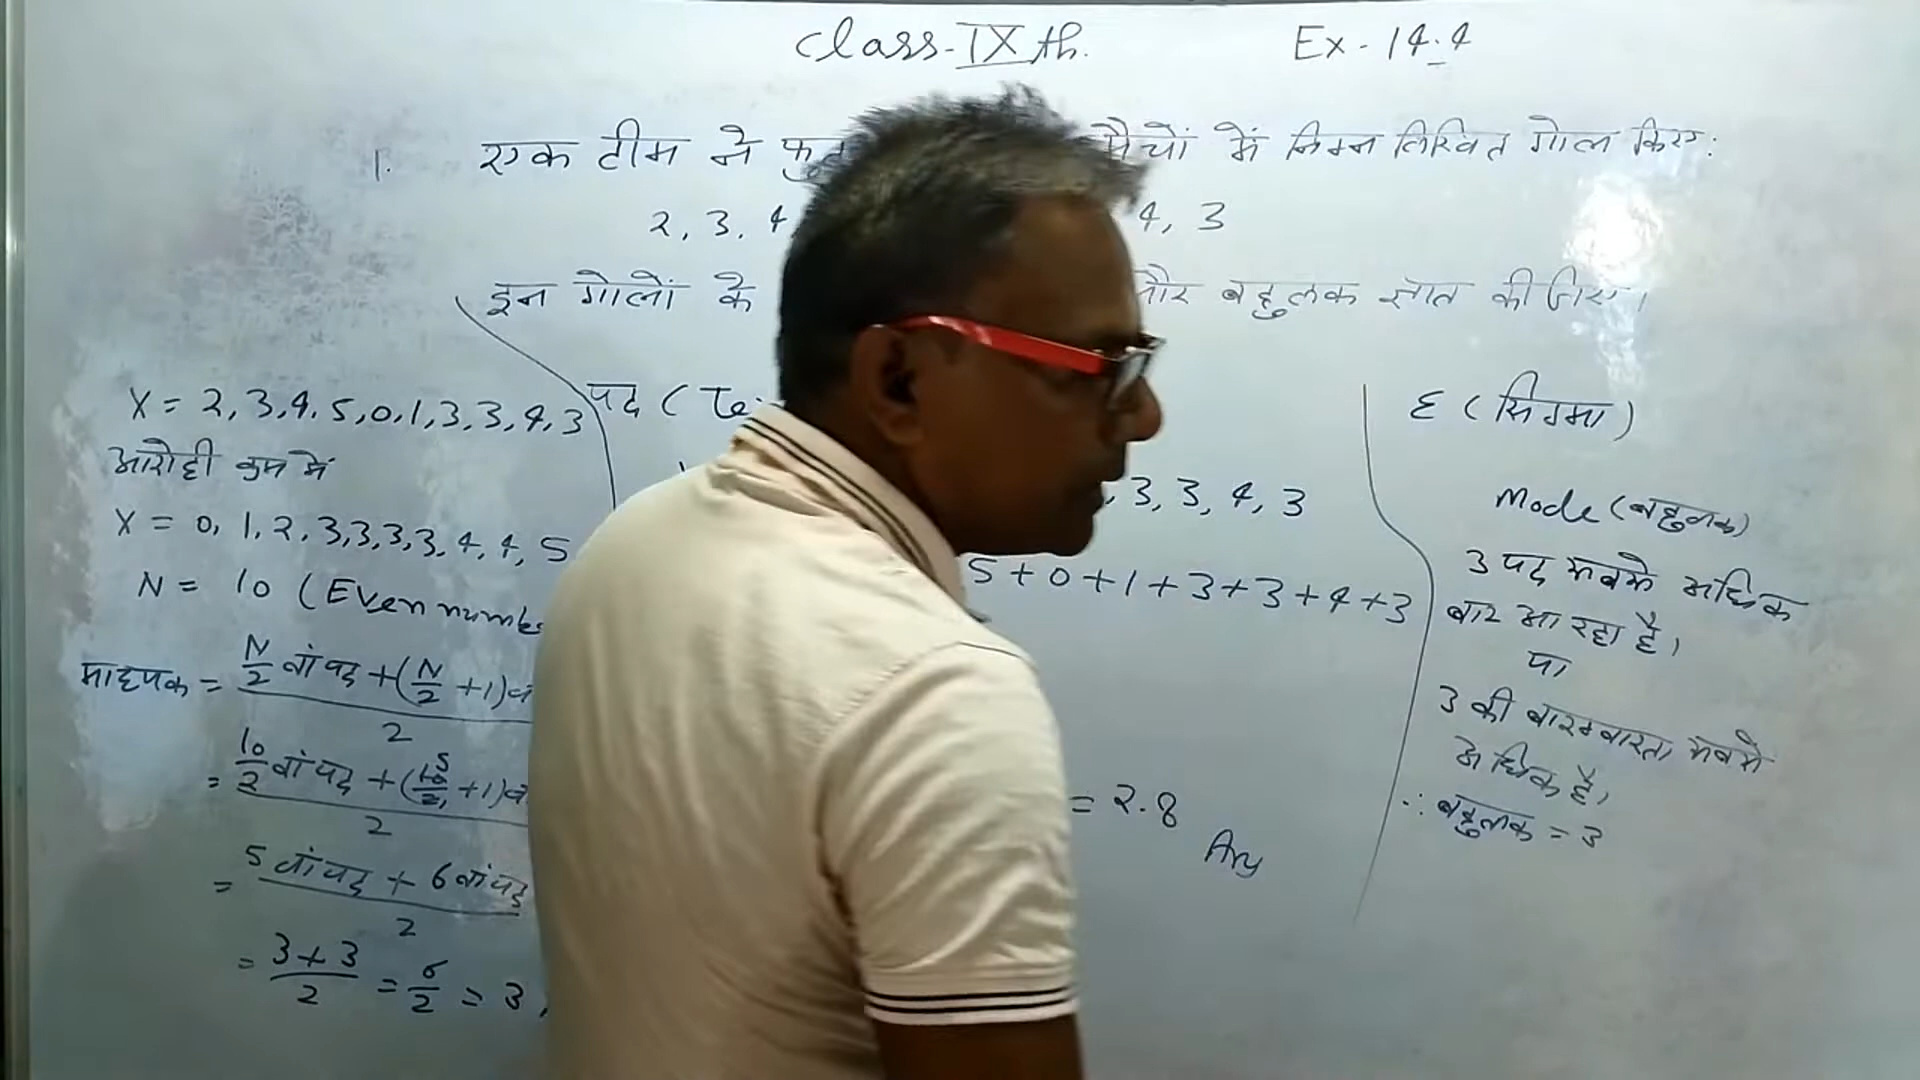 Class-IXth. Ex-14.4
1. एक टीम ने मैचों में निम्नलिखित गोल किए:
2, 3, 4, 4, 3
इन गोलों के और बहुलक ज्ञात कीजिए।
X = 2, 3, 4, 5, 0, 1, 3, 3, 4, 3
आरोही क्रम में
X = 0, 1, 2, 3, 3, 3, 3, 4, 4, 5
N = 10 (Even
माध्यक = N/2 वां पद + (N/2 + 1)
2
= 10/2 वां पद + (10/2 5 + 1)
2
= 5 वां पद + 6 वां पद
2
= 3+3/2 = 6/2 = 3
पद (
, 3, 3, 4, 3
5+0+1+3+3+4+3
= 2.8
Ans
Σ (सिग्मा)
Mode (बहुलक)
3 पद सबसे अधिक
बार आ रहा है।
या
3 की बारम्बारता सबसे
अधिक है।
∴ बहुलक = 3